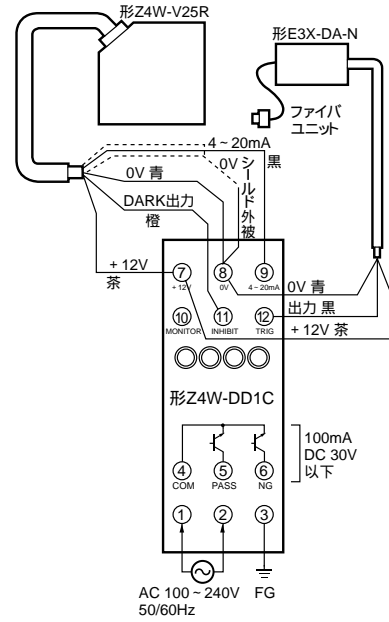 形Z4W-V25R
形E3X-DA-N
ファイバ
ユニット
4～20mA
黒
0V 青
0V シールド外被
DARK出力
橙
+12V
茶
⑦ ⑧ ⑨
+12V 0V 4～20mA
0V 青
⑩ ⑪ ⑫
MONITOR INHIBIT TRIG
出力 黒
+12V 茶
形Z4W-DD1C
④ ⑤ ⑥
COM PASS NG
100mA
DC 30V
以下
① ② ③
AC 100～240V
50/60Hz
FG